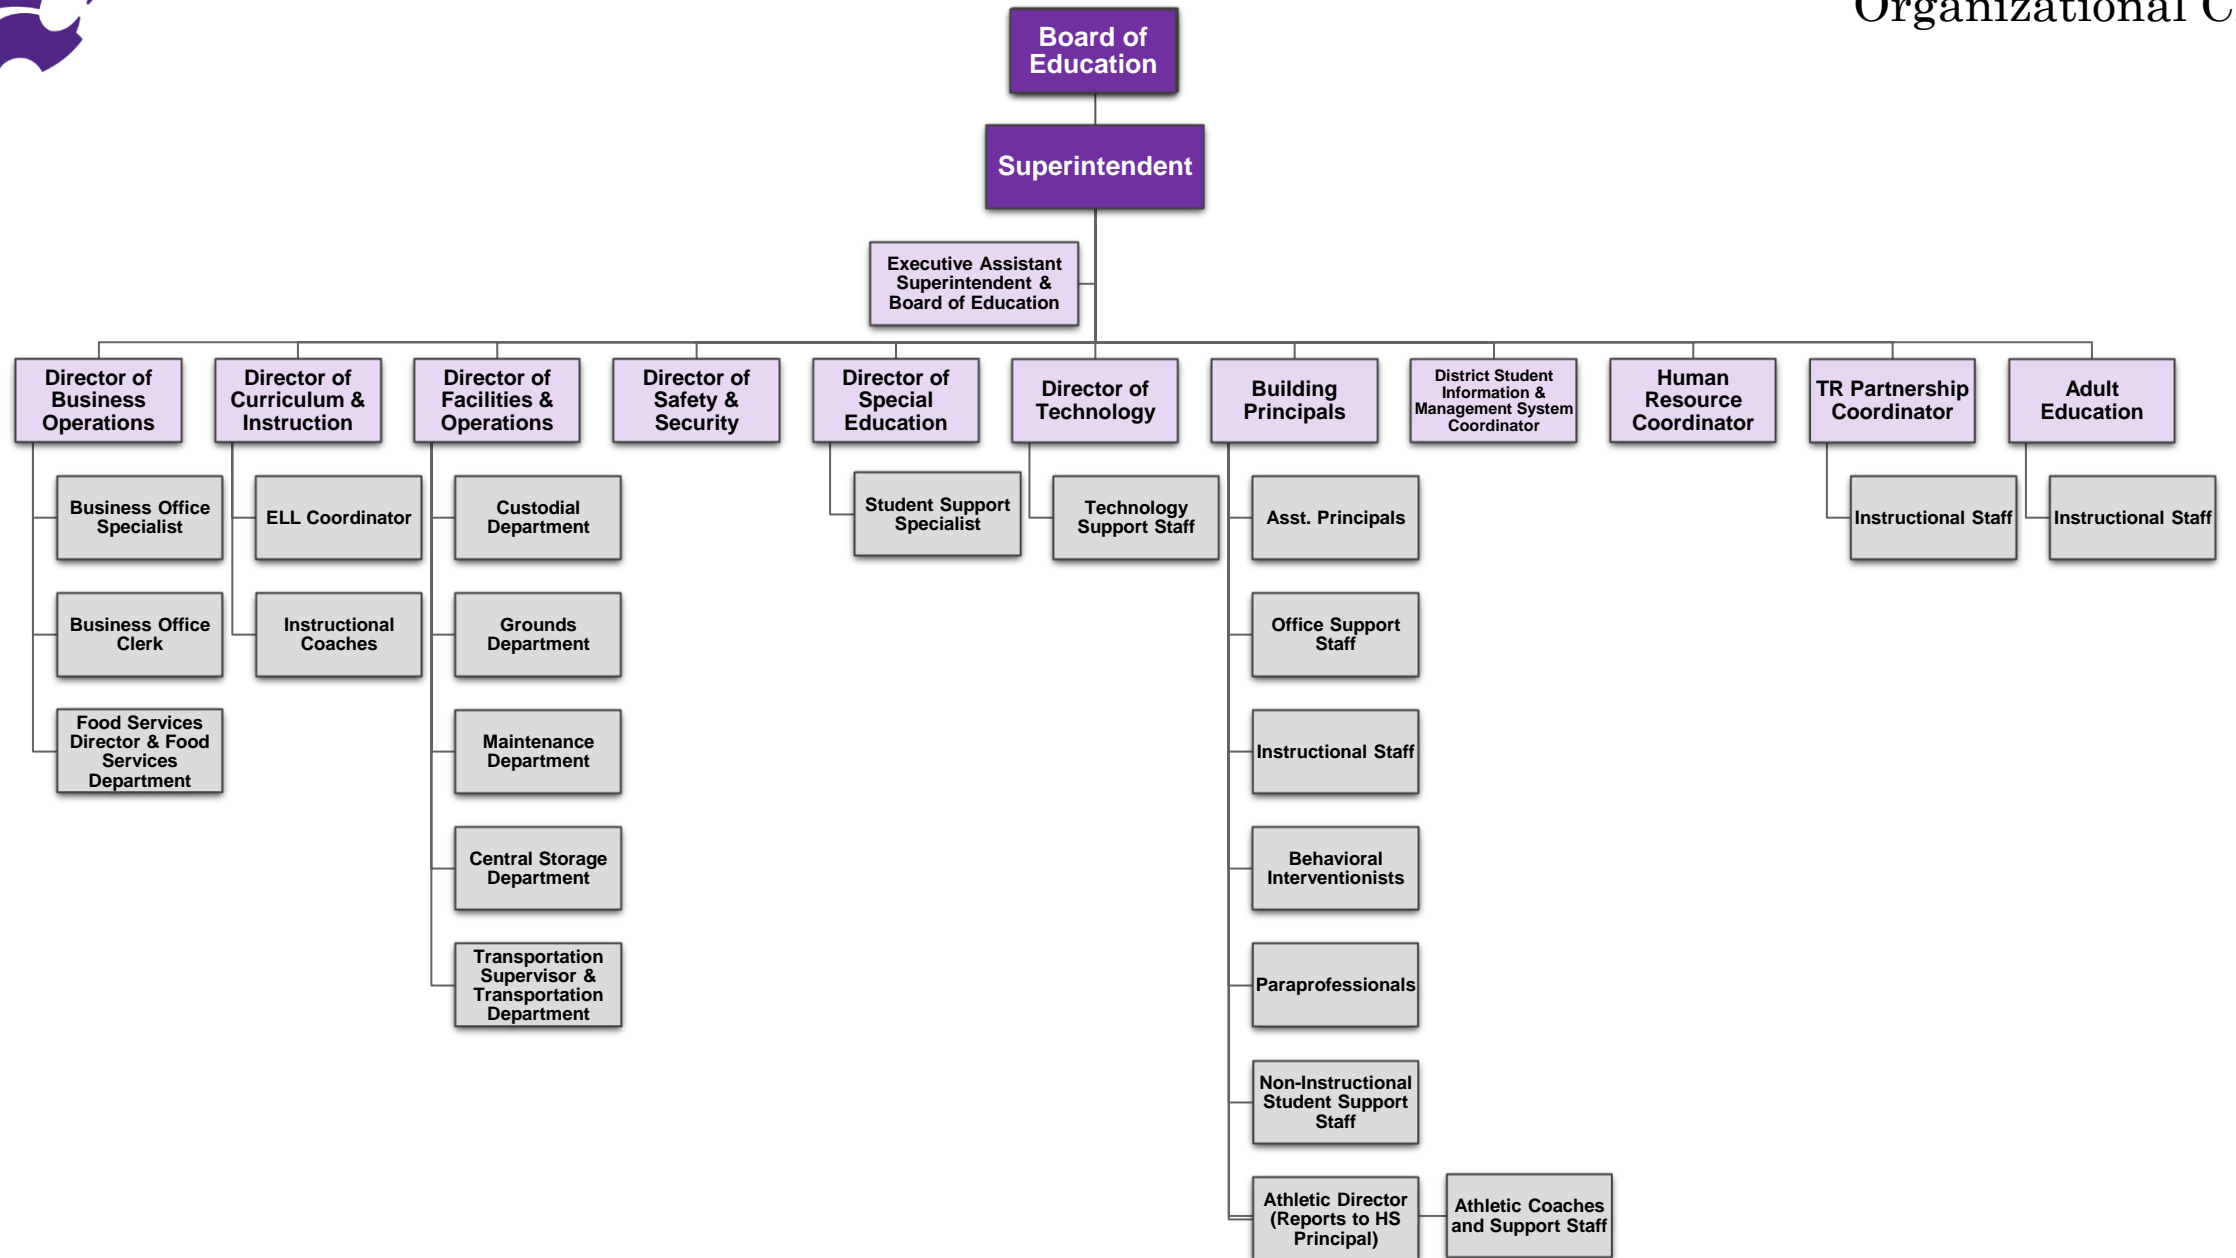 Organizational C
Board of
Education
Superintendent
Executive Assistant
Superintendent &
Board of Education
Director of
Business
Operations
Director of
Curriculum &
Instruction
Director of
Facilities &
Operations
Director of
Safety &
Security
Director of
Special
Education
Director of
Technology
Building
Principals
District Student
Information &
Management System
Coordinator
Human
Resource
Coordinator
TR Partnership
Coordinator
Adult
Education
Business Office
Specialist
ELL Coordinator
Custodial
Department
Student Support
Specialist
Technology
Support Staff
Asst. Principals
Instructional Staff
Instructional Staff
Business Office
Clerk
Instructional
Coaches
Grounds
Department
Office Support
Staff
Food Services
Director & Food
Services
Department
Maintenance
Department
Instructional Staff
Central Storage
Department
Behavioral
Interventionists
Transportation
Supervisor &
Transportation
Department
Paraprofessionals
Non-Instructional
Student Support
Staff
Athletic Director
(Reports to HS
Principal)
Athletic Coaches
and Support Staff